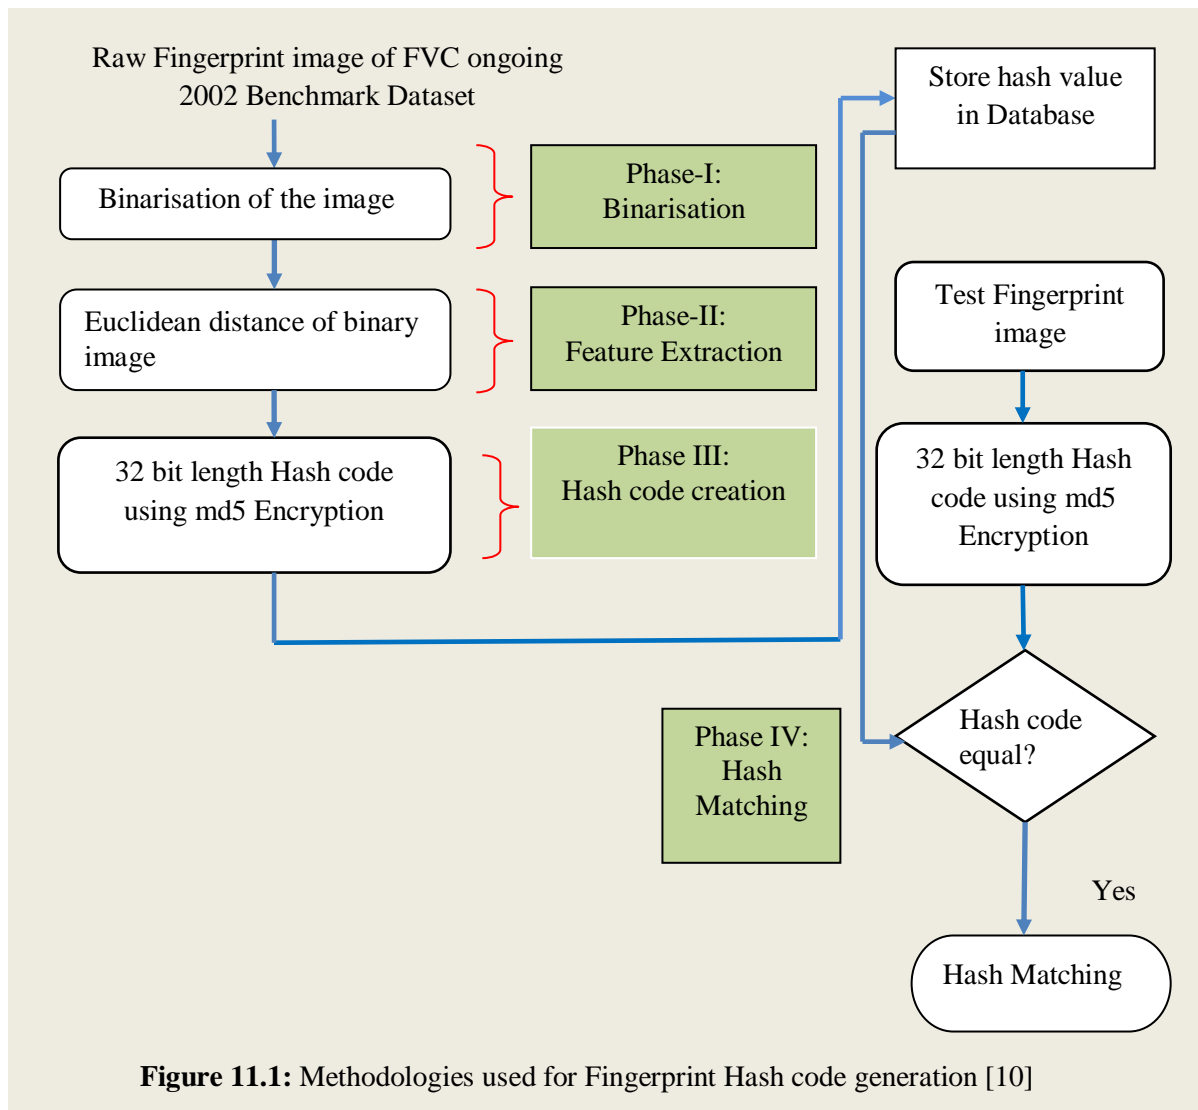 Raw Fingerprint image of FVC ongoing
2002 Benchmark Dataset
Binarisation of the image
Phase-I:
Binarisation
Euclidean distance of binary
image
Phase-II:
Feature Extraction
32 bit length Hash code
using md5 Encryption
Phase III:
Hash code creation
Store hash value
in Database
Test Fingerprint
image
32 bit length Hash
code using md5
Encryption
Phase IV:
Hash
Matching
Hash code
equal?
Yes
Hash Matching
Figure 11.1: Methodologies used for Fingerprint Hash code generation [10]